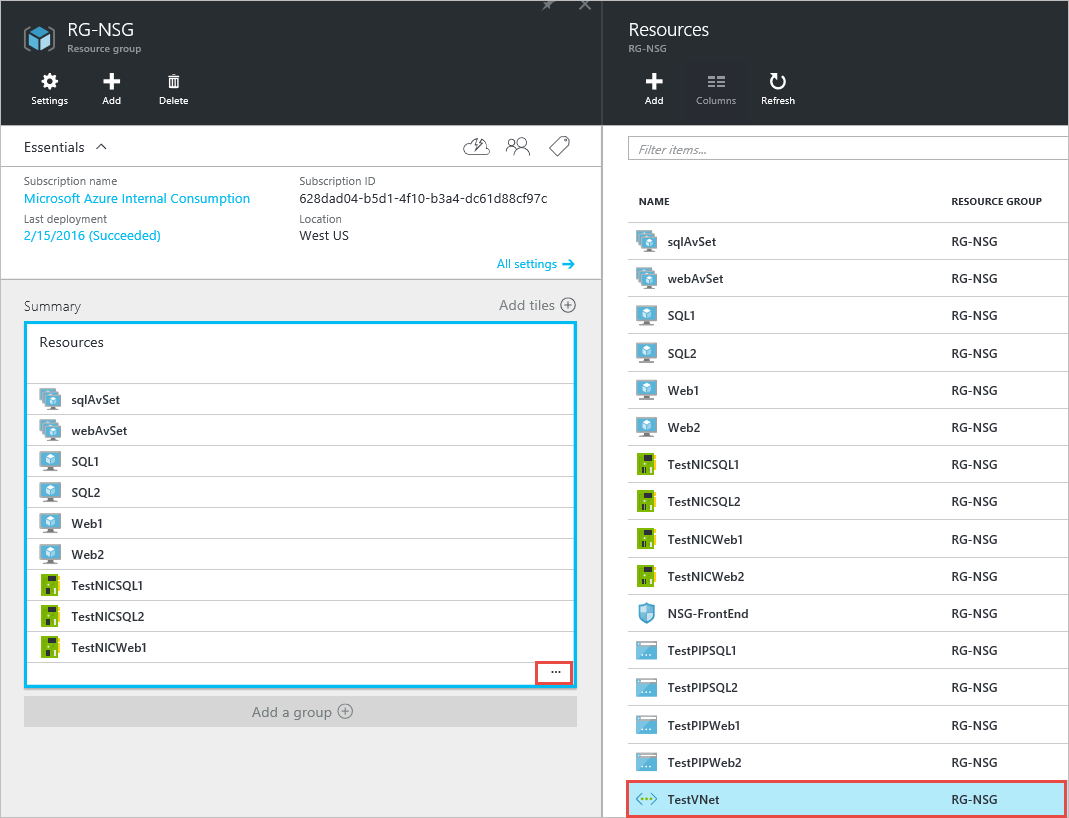 RG-NSG
Resource group
Settings
Add
Delete
Essentials
Subscription name
Microsoft Azure Internal Consumption
Subscription ID
628dad04-b5d1-4f10-b3a4-dc61d88cf97c
Last deployment
2/15/2016 (Succeeded)
Location
West US
All settings
Summary
Add tiles
Resources
sqlAvSet
webAvSet
SQL1
SQL2
Web1
Web2
TestNICSQL1
TestNICSQL2
TestNICWeb1
...
Add a group
Resources
RG-NSG
Add
Columns
Refresh
Filter items...
NAME RESOURCE GROUP
sqlAvSet RG-NSG
webAvSet RG-NSG
SQL1 RG-NSG
SQL2 RG-NSG
Web1 RG-NSG
Web2 RG-NSG
TestNICSQL1 RG-NSG
TestNICSQL2 RG-NSG
TestNICWeb1 RG-NSG
TestNICWeb2 RG-NSG
NSG-FrontEnd RG-NSG
TestPIPSQL1 RG-NSG
TestPIPSQL2 RG-NSG
TestPIPWeb1 RG-NSG
TestPIPWeb2 RG-NSG
TestVNet RG-NSG